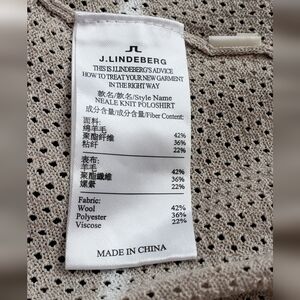 J.LINDEBERG
THIS IS J.LINDEBERG'S ADVICE
HOW TO TREAT YOUR NEW GARMENT
IN THE RIGHT WAY
款名/款名/Style Name
NEALE KNIT POLOSHIRT
成分含量/成分含量/Fiber Content:
面料:
绵羊毛 42%
聚酯纤维 36%
粘纤 22%
表布:
羊毛 42%
聚酯纖維 36%
嫘縈 22%
Fabric:
Wool 42%
Polyester 36%
Viscose 22%
MADE IN CHINA